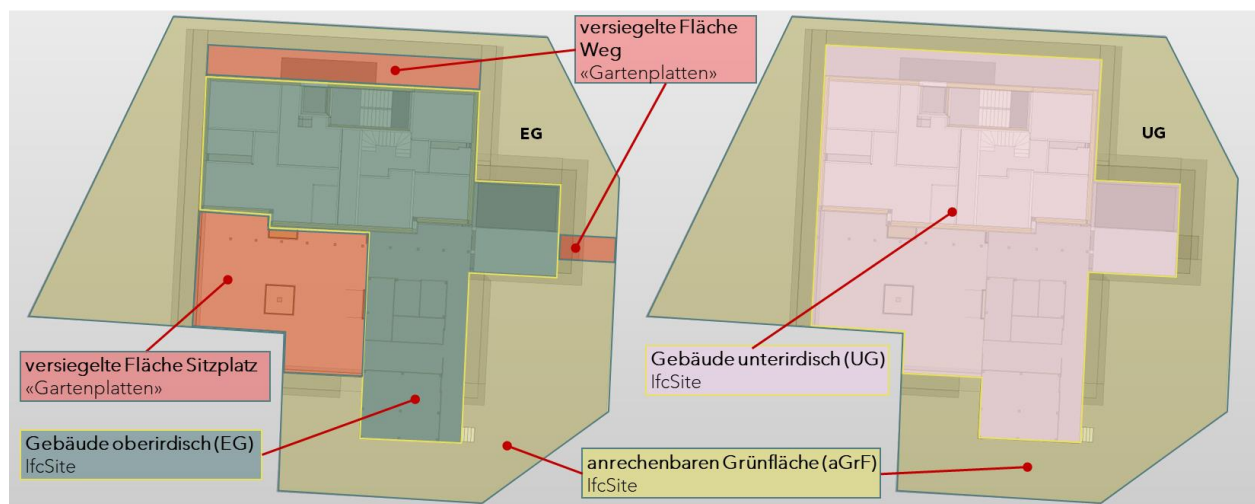 versiegelte Fläche
Weg
«Gartenplatten»
EG
UG
versiegelte Fläche Sitzplatz
«Gartenplatten»
Gebäude unterirdisch (UG)
IfcSite
Gebäude oberirdisch (EG)
IfcSite
anrechenbaren Grünfläche (aGrF)
IfcSite